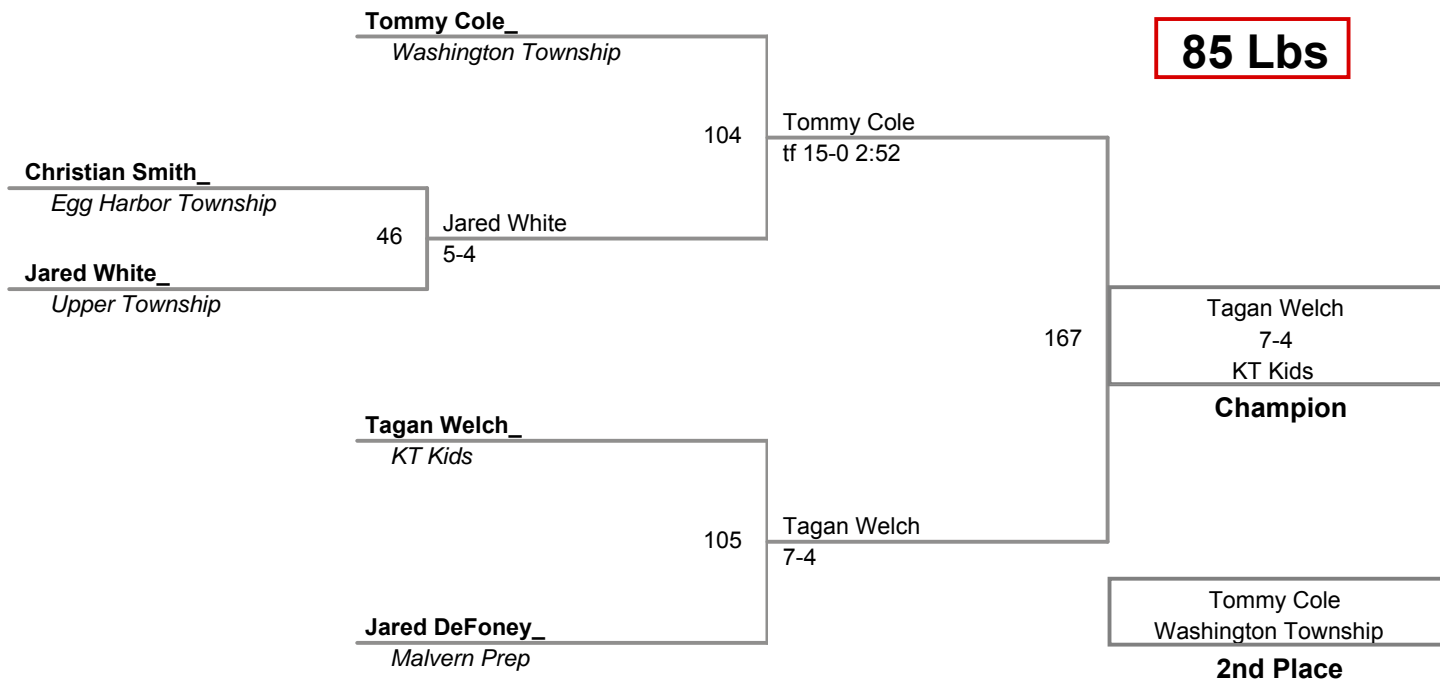 Tommy Cole_
Washington Township
85 Lbs
104
Tommy Cole
tf 15-0 2:52
Christian Smith_
Egg Harbor Township
46
Jared White
5-4
Jared White_
Upper Township
167
Tagan Welch
7-4
KT Kids
Champion
Tagan Welch_
KT Kids
105
Tagan Welch
7-4
Jared DeFoney_
Malvern Prep
Tommy Cole
Washington Township
2nd Place